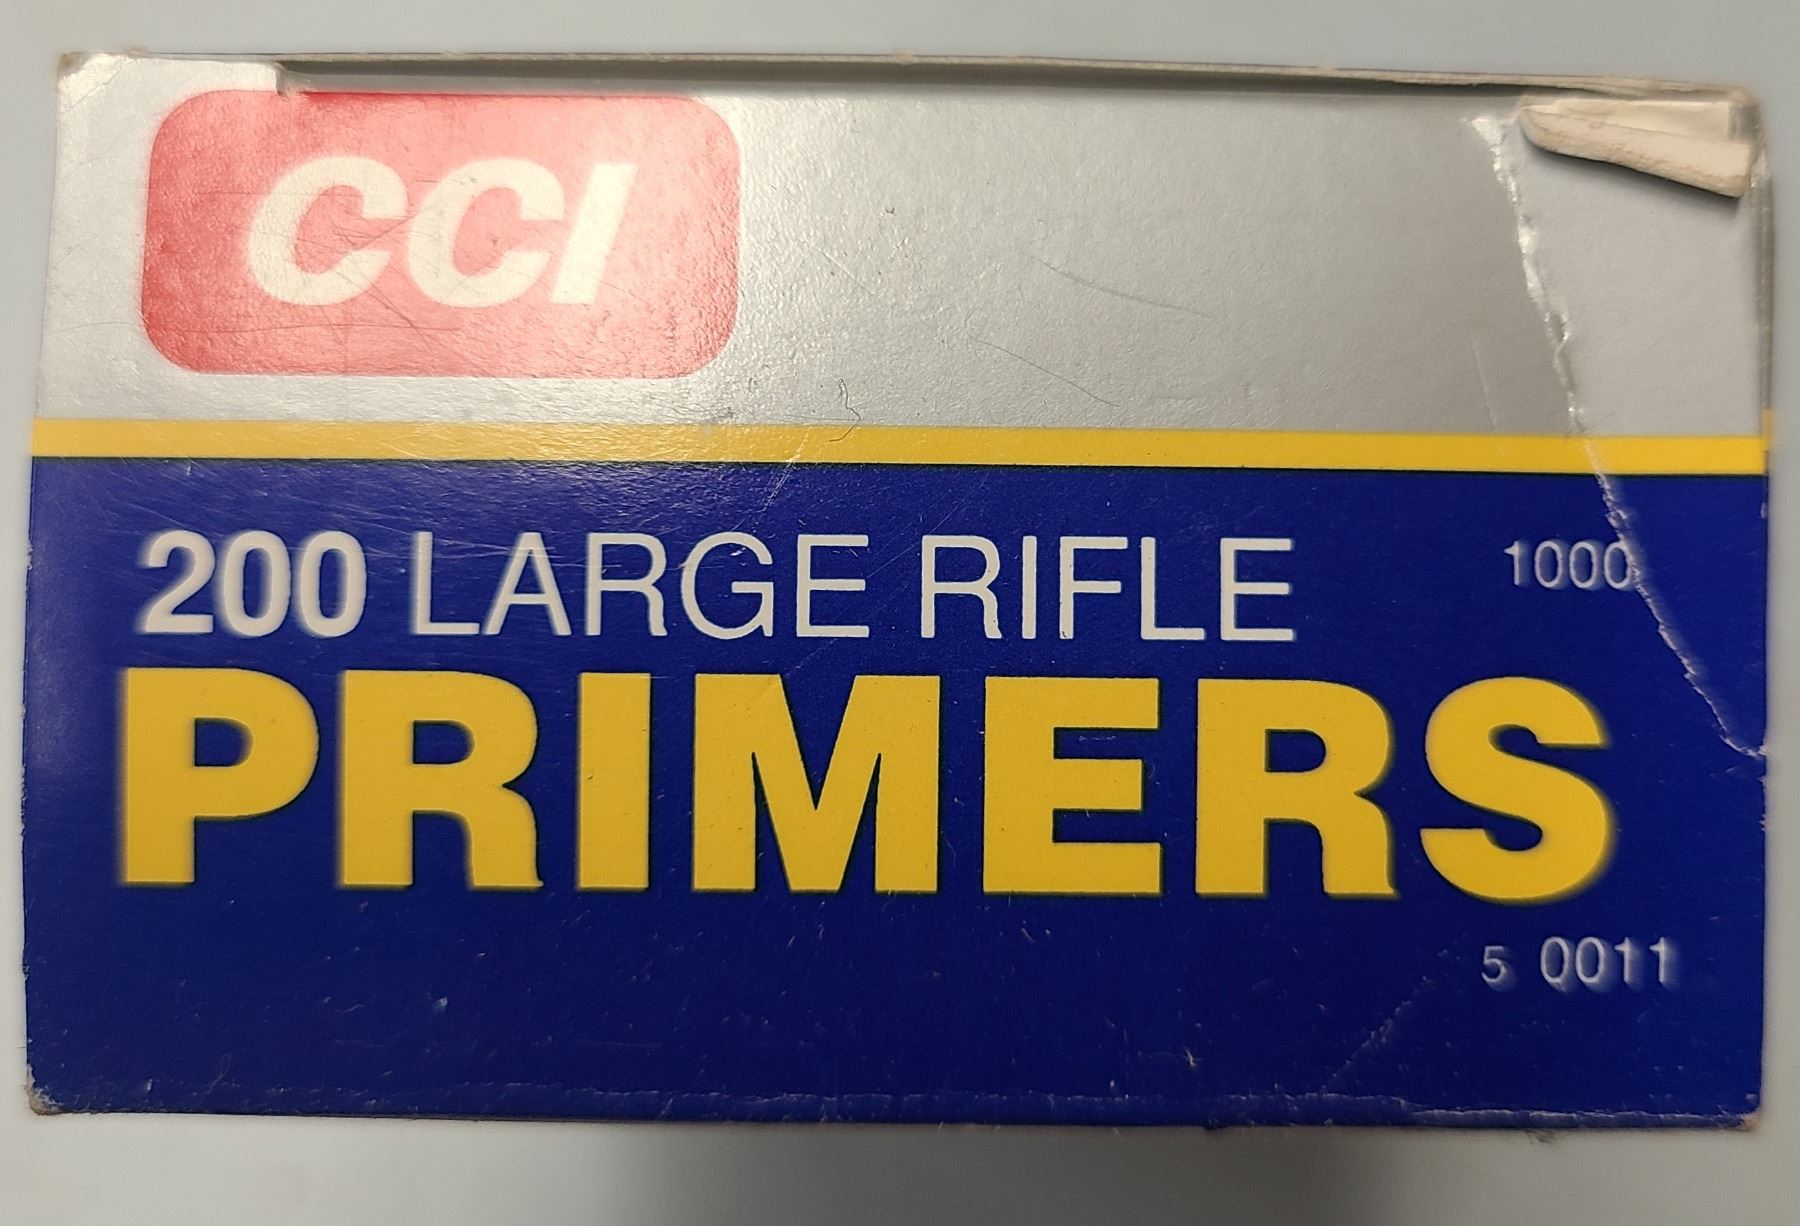 CCI
200 LARGE RIFLE 1000
PRIMERS
5 0011